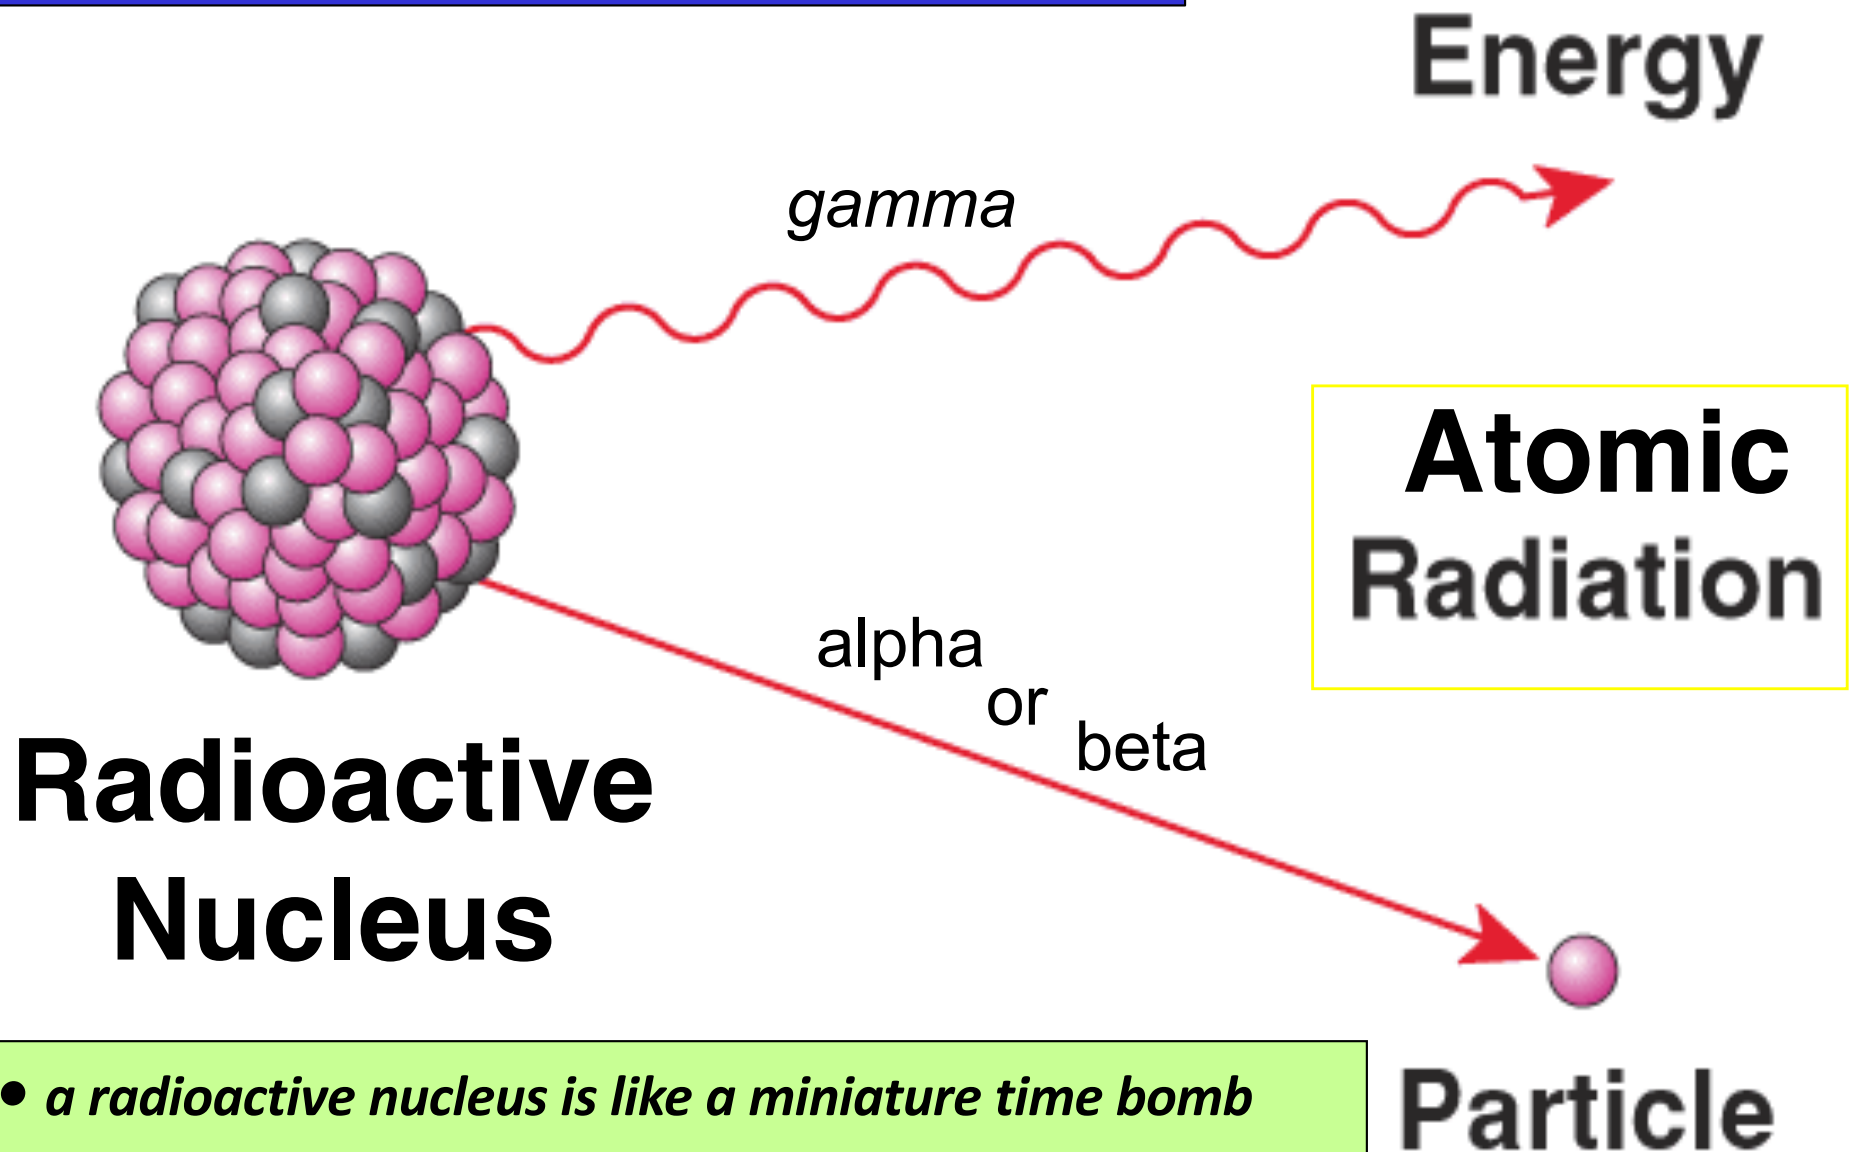 Energy
gamma
Atomic
Radiation
alpha
or
beta
Radioactive
Nucleus
• a radioactive nucleus is like a miniature time bomb
Particle